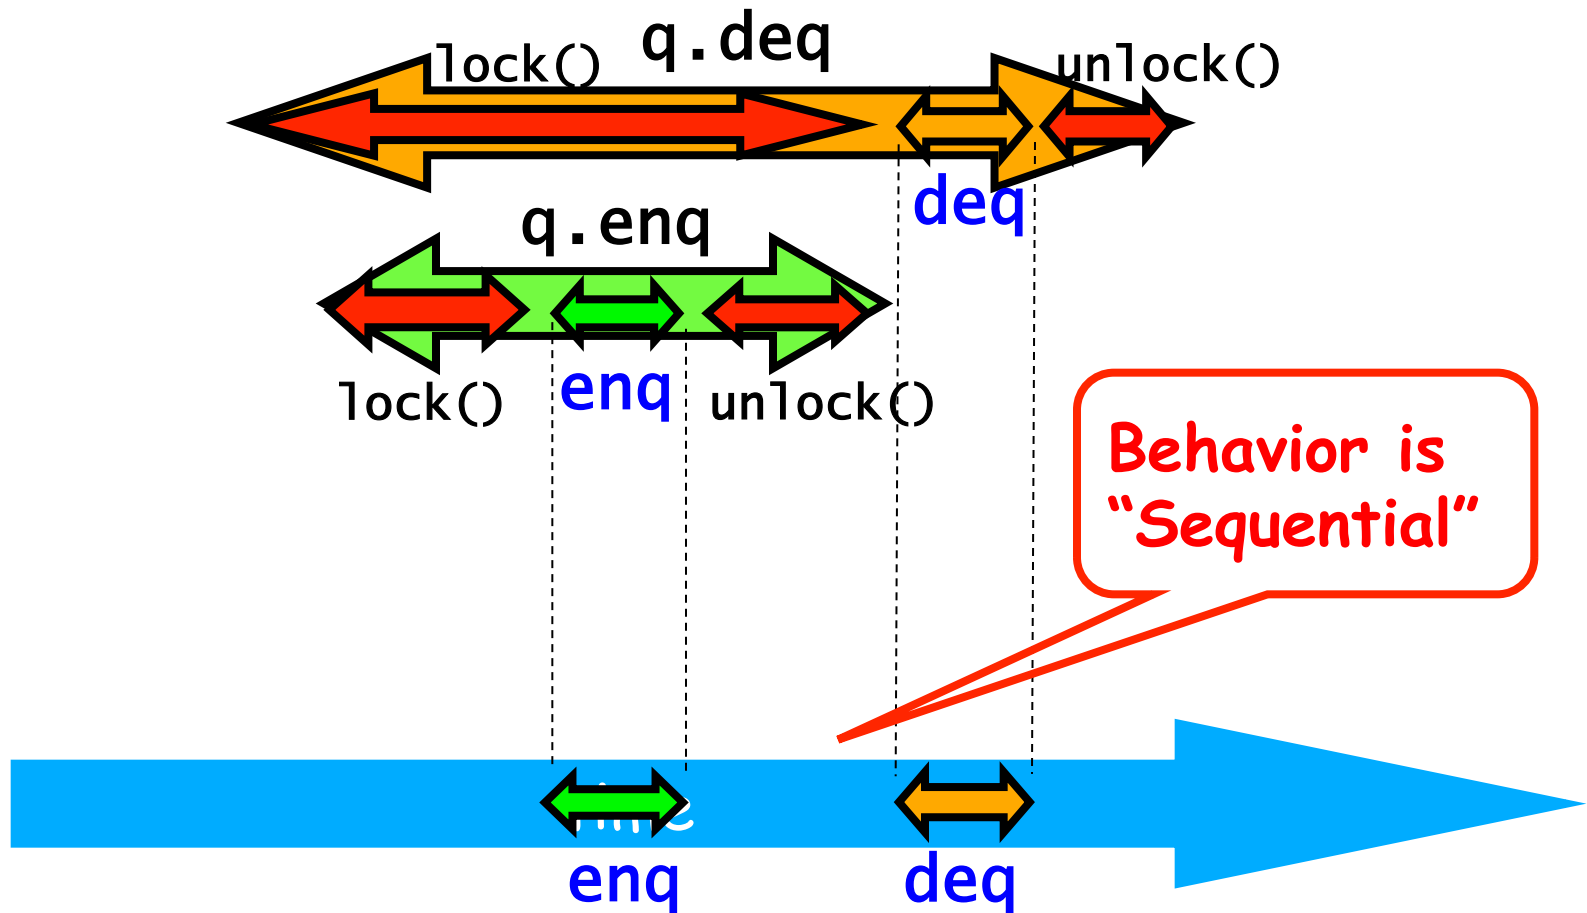 q.deq
lock()
unlock()
deq
q.enq
lock()
enq
unlock()
Behavior is
“Sequential”
enq
deq